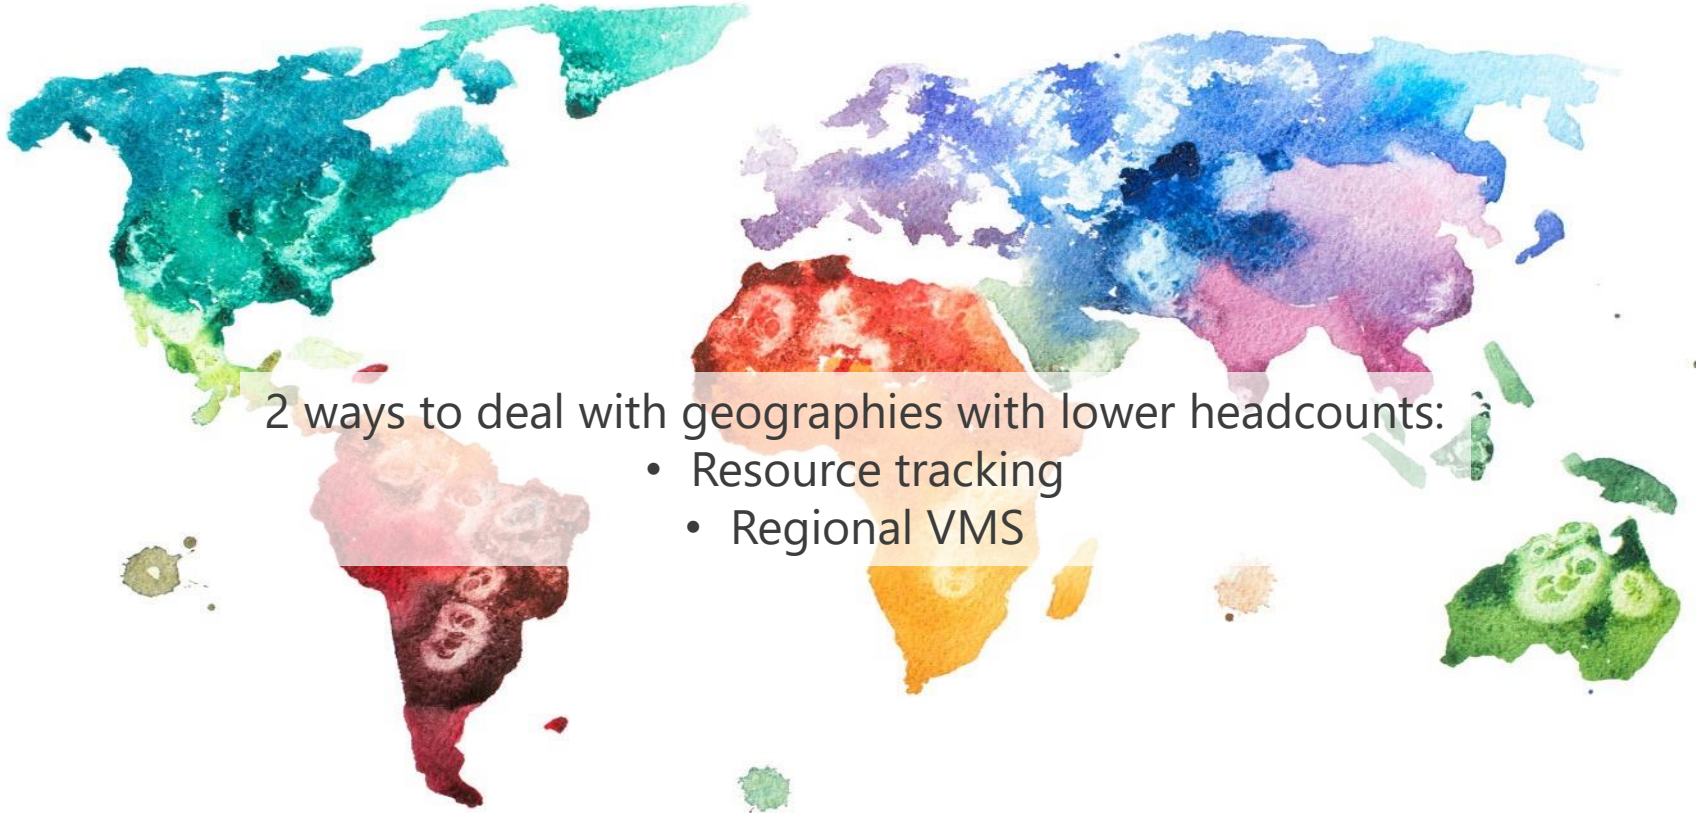 2 ways to deal with geographies with lower headcounts:
• Resource tracking
• Regional VMS